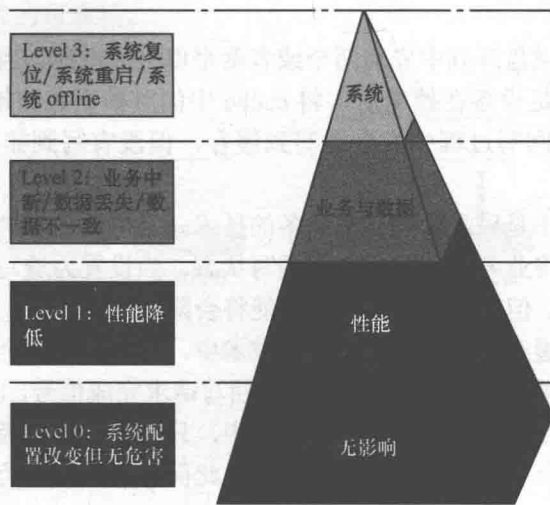 Level 3：系统复
位/系统重启/系
统 offline
系统
Level 2：业务中
断/数据丢失/数
据不一致
业务与数据
Level 1：性能降
低
性能
Level 0：系统配
置改变但无危害
无影响